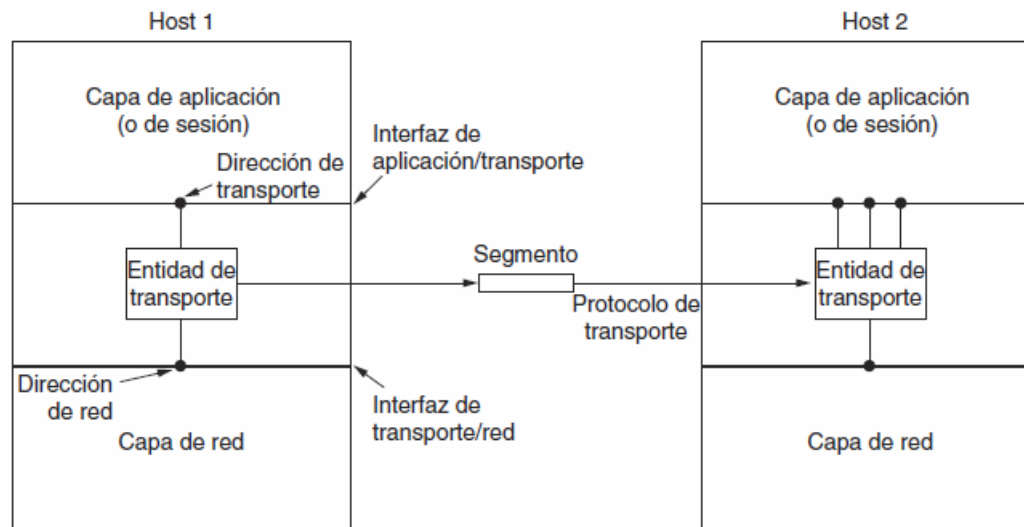 Host 1
Host 2
Capa de aplicación
(o de sesión)
Capa de aplicación
(o de sesión)
Interfaz de
aplicación/transporte
Dirección de
transporte
Segmento
Entidad de
transporte
Entidad de
transporte
Protocolo de
transporte
Dirección
de red
Interfaz de
transporte/red
Capa de red
Capa de red